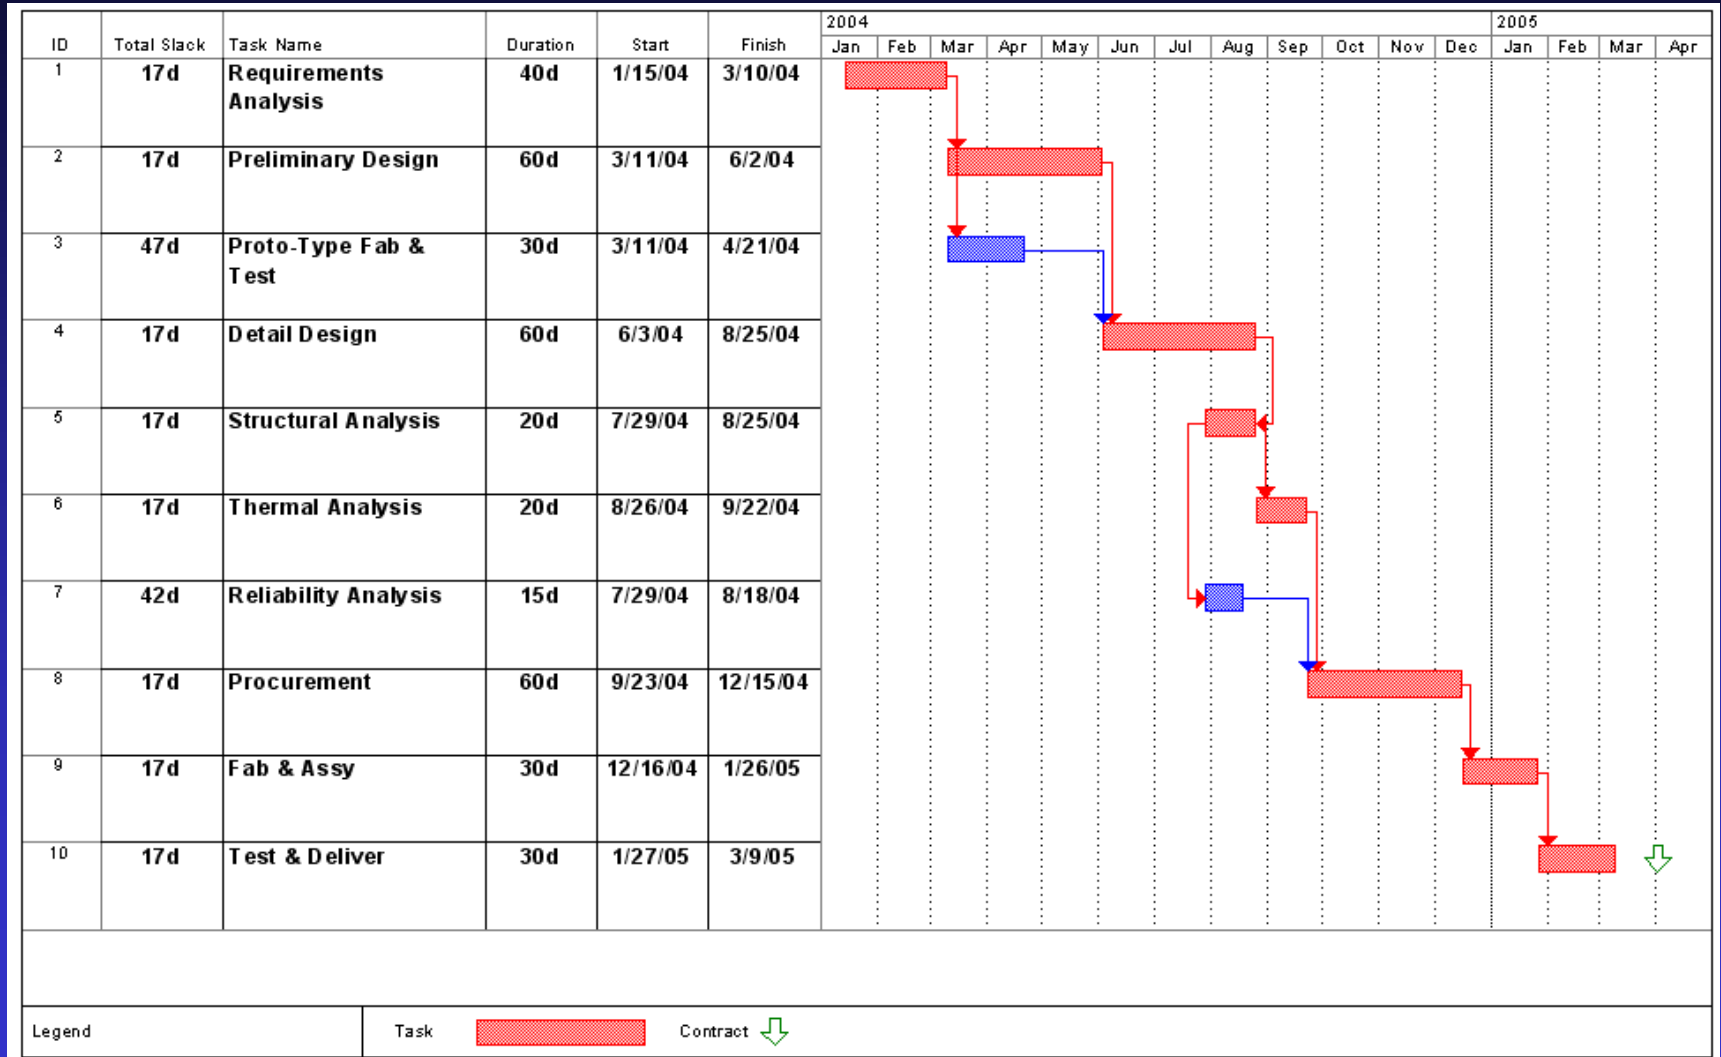 2004 2005
ID Total Slack Task Name Duration Start Finish Jan Feb Mar Apr May Jun Jul Aug Sep Oct Nov Dec Jan Feb Mar Apr
1 17d Requirements 40d 1/15/04 3/10/04
Analysis
2 17d Preliminary Design 60d 3/11/04 6/2/04
3 47d Proto-Type Fab & 30d 3/11/04 4/21/04
Test
4 17d Detail Design 60d 6/3/04 8/25/04
5 17d Structural Analysis 20d 7/29/04 8/25/04
6 17d Thermal Analysis 20d 8/26/04 9/22/04
7 42d Reliability Analysis 15d 7/29/04 8/18/04
8 17d Procurement 60d 9/23/04 12/15/04
9 17d Fab & Assy 30d 12/16/04 1/26/05
10 17d Test & Deliver 30d 1/27/05 3/9/05
Legend Task Contract